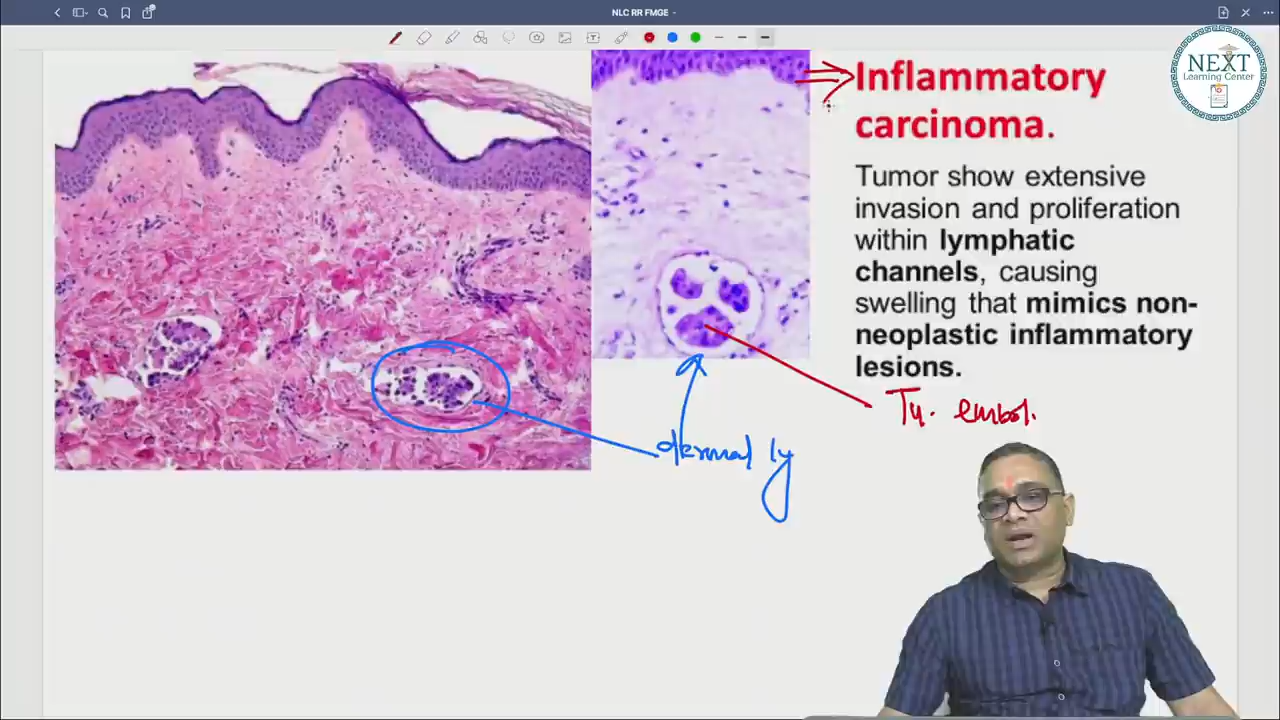 NLC RR FMGE
NEXT
Learning Center
Inflammatory
carcinoma.
Tumor show extensive
invasion and proliferation
within lymphatic
channels, causing
swelling that mimics non-
neoplastic inflammatory
lesions.
Tu. emboli
dermal ly